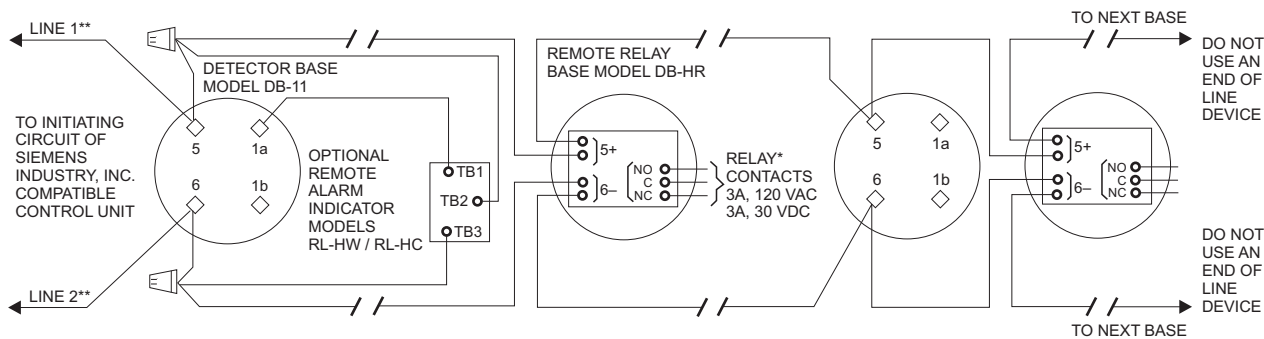 LINE 1**
DETECTOR BASE
MODEL DB-11
TO INITIATING
CIRCUIT OF
SIEMENS
INDUSTRY, INC.
COMPATIBLE
CONTROL UNIT
5
1a
6
1b
LINE 2**
OPTIONAL
REMOTE
ALARM
INDICATOR
MODELS
RL-HW / RL-HC
TB1
TB2
TB3
REMOTE RELAY
BASE MODEL DB-HR
5+
6–
NO
C
NC
RELAY*
CONTACTS
3A, 120 VAC
3A, 30 VDC
5
1a
6
1b
5+
6–
NO
C
NC
TO NEXT BASE
DO NOT
USE AN
END OF
LINE
DEVICE
DO NOT
USE AN
END OF
LINE
DEVICE
TO NEXT BASE